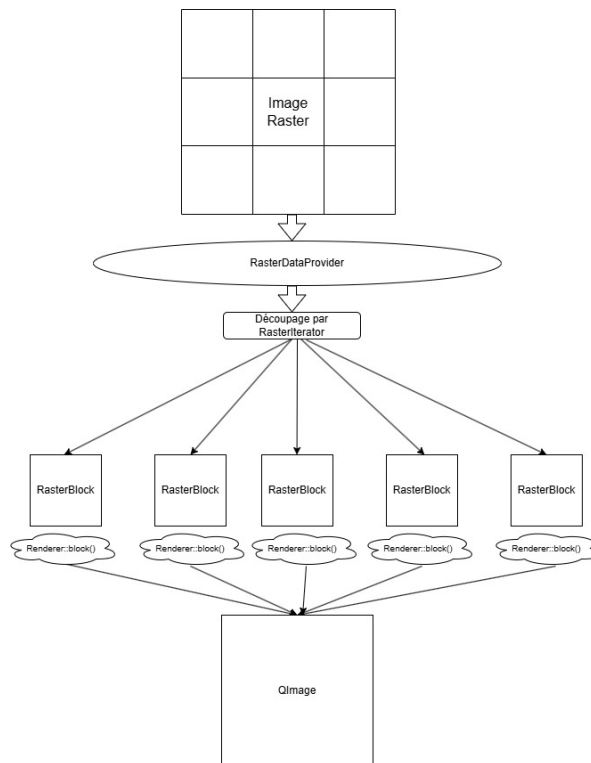 Image
Raster
RasterDataProvider
Découpage par
RasterIterator
RasterBlock
RasterBlock
RasterBlock
RasterBlock
RasterBlock
Renderer::block()
Renderer::block()
Renderer::block()
Renderer::block()
Renderer::block()
QImage